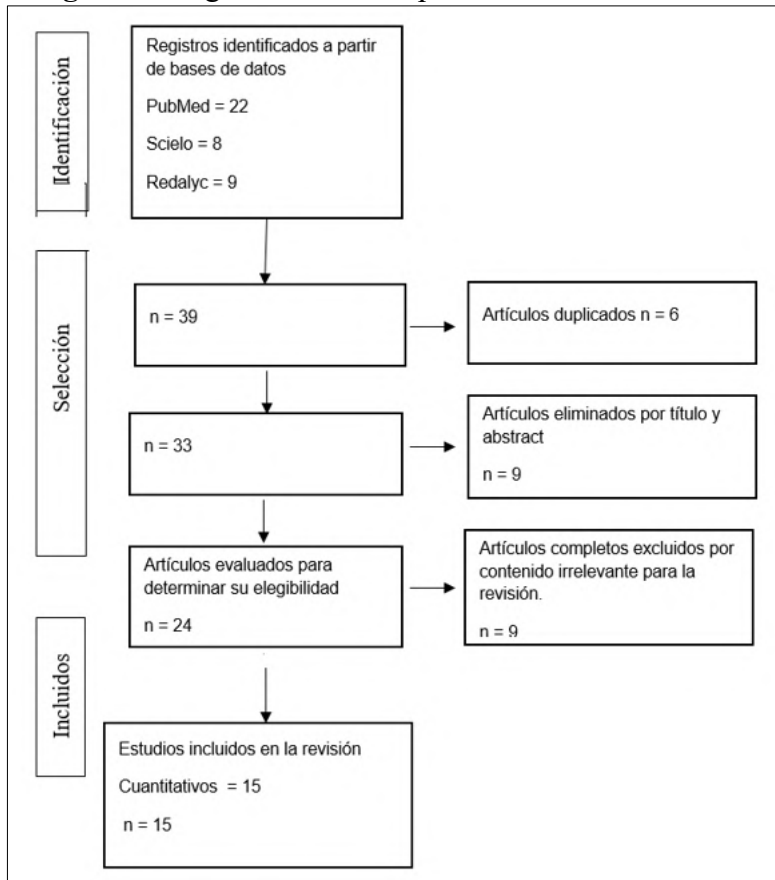 Identificación
Registros identificados a partir
de bases de datos
PubMed = 22
Scielo = 8
Redalyc = 9
Selección
n = 39
Artículos duplicados n = 6
n = 33
Artículos eliminados por título y
abstract
n = 9
Artículos evaluados para
determinar su elegibilidad
n = 24
Artículos completos excluidos por
contenido irrelevante para la
revisión.
n = 9
Incluidos
Estudios incluidos en la revisión
Cuantitativos = 15
n = 15